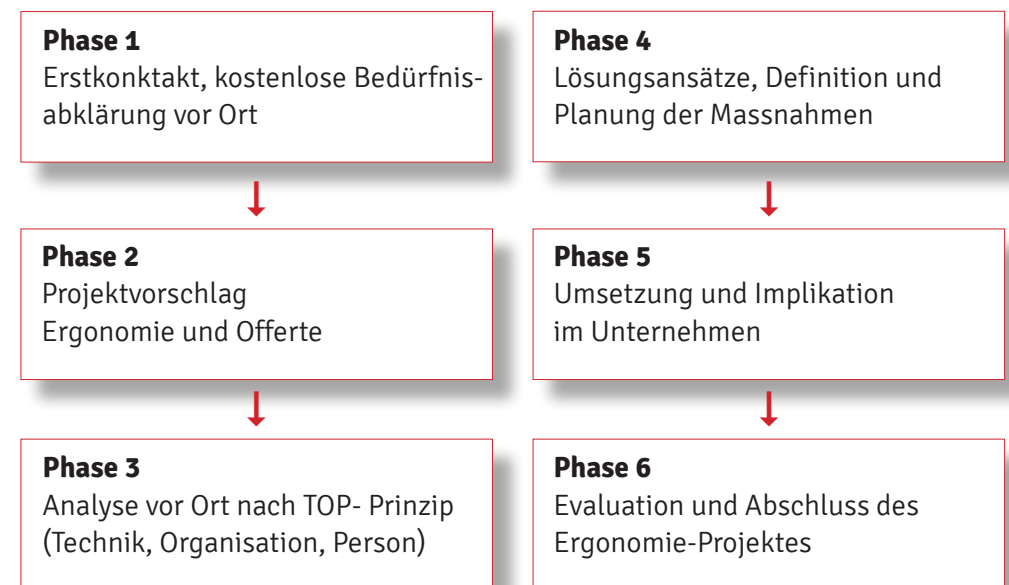 Phase 1
Erstkonktakt, kostenlose Bedürfnis-
abklärung vor Ort
Phase 2
Projektvorschlag
Ergonomie und Offerte
Phase 3
Analyse vor Ort nach TOP- Prinzip
(Technik, Organisation, Person)
Phase 4
Lösungsansätze, Definition und
Planung der Massnahmen
Phase 5
Umsetzung und Implikation
im Unternehmen
Phase 6
Evaluation und Abschluss des
Ergonomie-Projektes